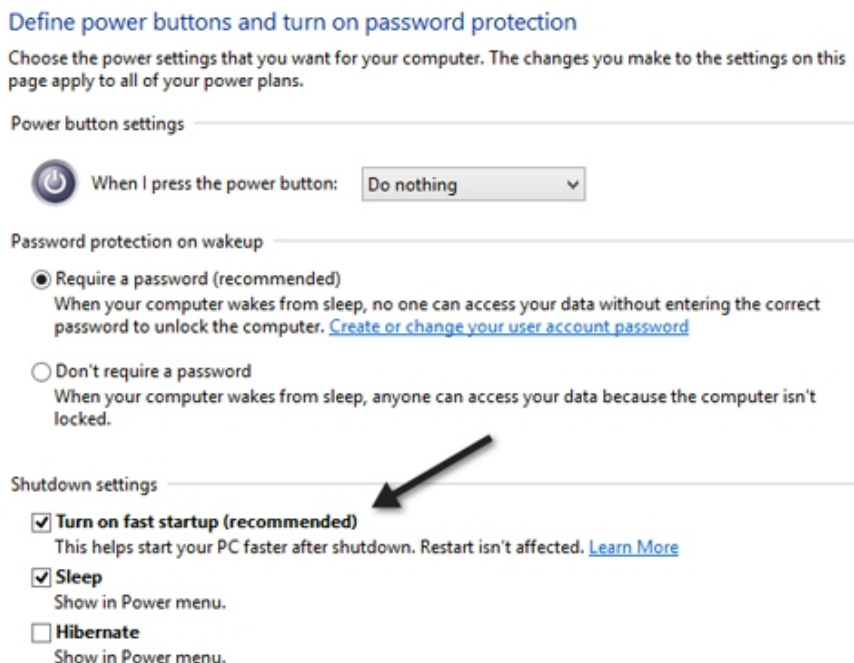 Define power buttons and turn on password protection
Choose the power settings that you want for your computer. The changes you make to the settings on this
page apply to all of your power plans.
Power button settings
When I press the power button: Do nothing
Password protection on wakeup
Require a password (recommended)
When your computer wakes from sleep, no one can access your data without entering the correct
password to unlock the computer. Create or change your user account password
Don't require a password
When your computer wakes from sleep, anyone can access your data because the computer isn't
locked.
Shutdown settings
Turn on fast startup (recommended)
This helps start your PC faster after shutdown. Restart isn't affected. Learn More
Sleep
Show in Power menu.
Hibernate
Show in Power menu.